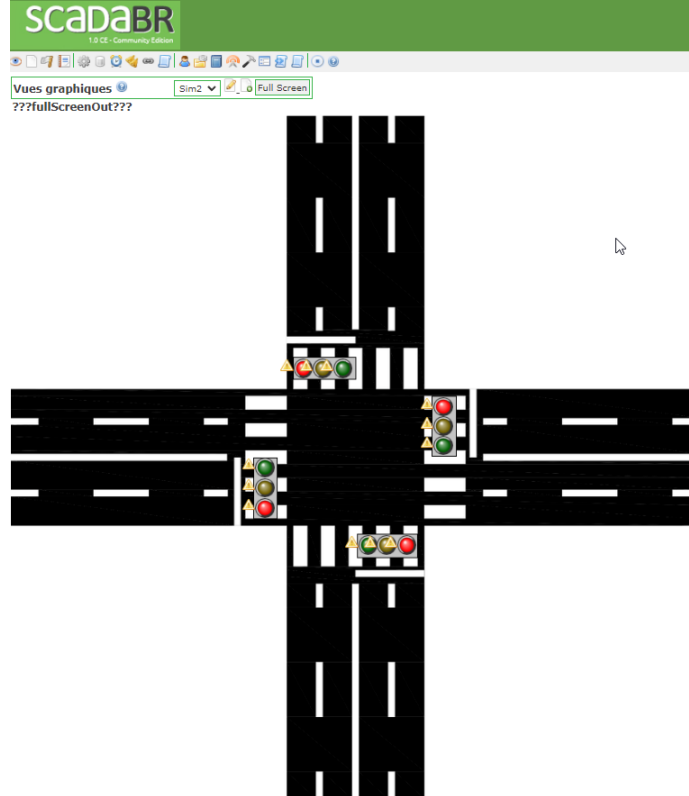 SCADABR
1.0 CE - Community Edition
Vues graphiques Sim2 Full Screen
???fullScreenOut???